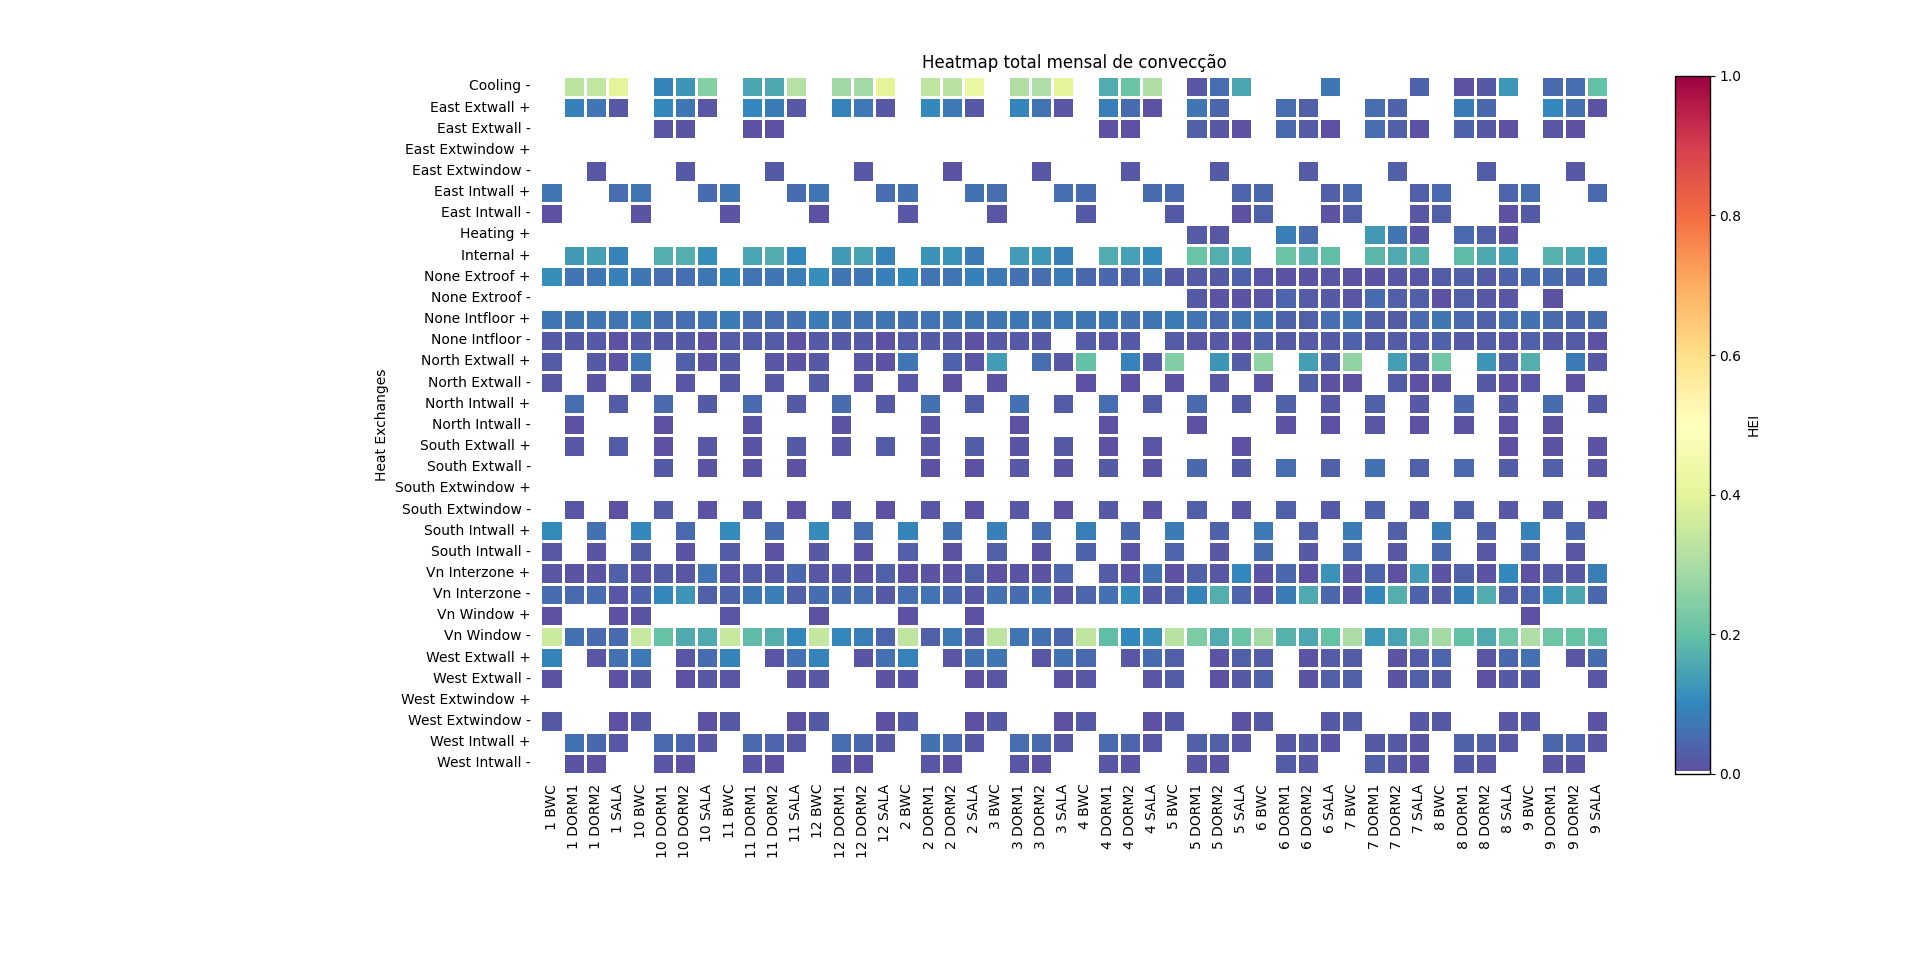 Heatmap total mensal de convecção
Heat Exchanges
Cooling -
East Extwall +
East Extwall -
East Extwindow +
East Extwindow -
East Intwall +
East Intwall -
Heating +
Internal +
None Extroof +
None Extroof -
None Intfloor +
None Intfloor -
North Extwall +
North Extwall -
North Intwall +
North Intwall -
South Extwall +
South Extwall -
South Extwindow +
South Extwindow -
South Intwall +
South Intwall -
Vn Interzone +
Vn Interzone -
Vn Window +
Vn Window -
West Extwall +
West Extwall -
West Extwindow +
West Extwindow -
West Intwall +
West Intwall -
1 BWC
1 DORM1
1 DORM2
1 SALA
10 BWC
10 DORM1
10 DORM2
10 SALA
11 BWC
11 DORM1
11 DORM2
11 SALA
12 BWC
12 DORM1
12 DORM2
12 SALA
2 BWC
2 DORM1
2 DORM2
2 SALA
3 BWC
3 DORM1
3 DORM2
3 SALA
4 BWC
4 DORM1
4 DORM2
4 SALA
5 BWC
5 DORM1
5 DORM2
5 SALA
6 BWC
6 DORM1
6 DORM2
6 SALA
7 BWC
7 DORM1
7 DORM2
7 SALA
8 BWC
8 DORM1
8 DORM2
8 SALA
9 BWC
9 DORM1
9 DORM2
9 SALA
1.0
0.8
0.6
0.4
0.2
0.0
HEI